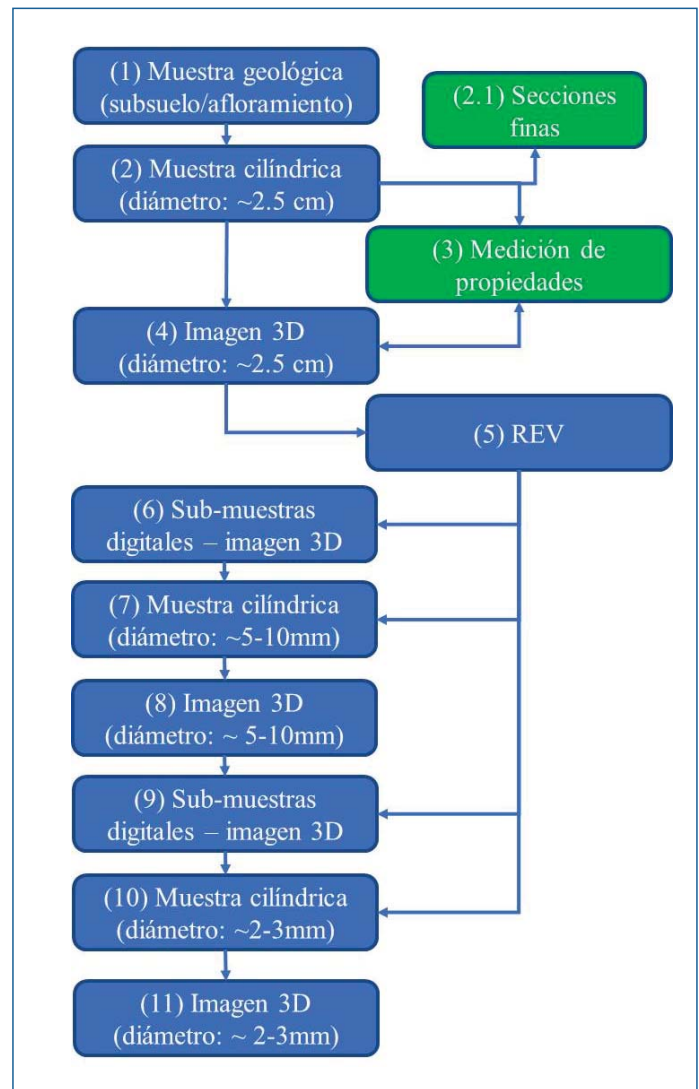 (1) Muestra geológica
(subsuelo/afloramiento)
(2.1) Secciones
finas
(2) Muestra cilíndrica
(diámetro: ~2.5 cm)
(3) Medición de
propiedades
(4) Imagen 3D
(diámetro: ~2.5 cm)
(5) REV
(6) Sub-muestras
digitales – imagen 3D
(7) Muestra cilíndrica
(diámetro: ~5-10mm)
(8) Imagen 3D
(diámetro: ~ 5-10mm)
(9) Sub-muestras
digitales – imagen 3D
(10) Muestra cilíndrica
(diámetro: ~2-3mm)
(11) Imagen 3D
(diámetro: ~ 2-3mm)